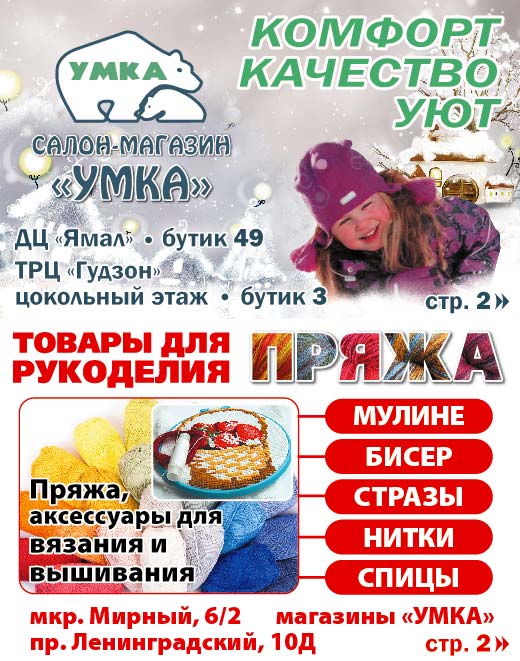 КОМФОРТ
КАЧЕСТВО
УЮТ
УМКА
САЛОН-МАГАЗИН
«УМКА»
ДЦ «Ямал» • бутик 49
ТРЦ «Гудзон»
цокольный этаж • бутик 3
стр. 2»
ТОВАРЫ ДЛЯ
РУКОДЕЛИЯ
ПРЯЖА
Пряжа,
аксессуары для
вязания и
вышивания
МУЛИНЕ
БИСЕР
СТРАЗЫ
НИТКИ
СПИЦЫ
мкр. Мирный, 6/2 магазины «УМКА»
пр. Ленинградский, 10Д стр. 2»